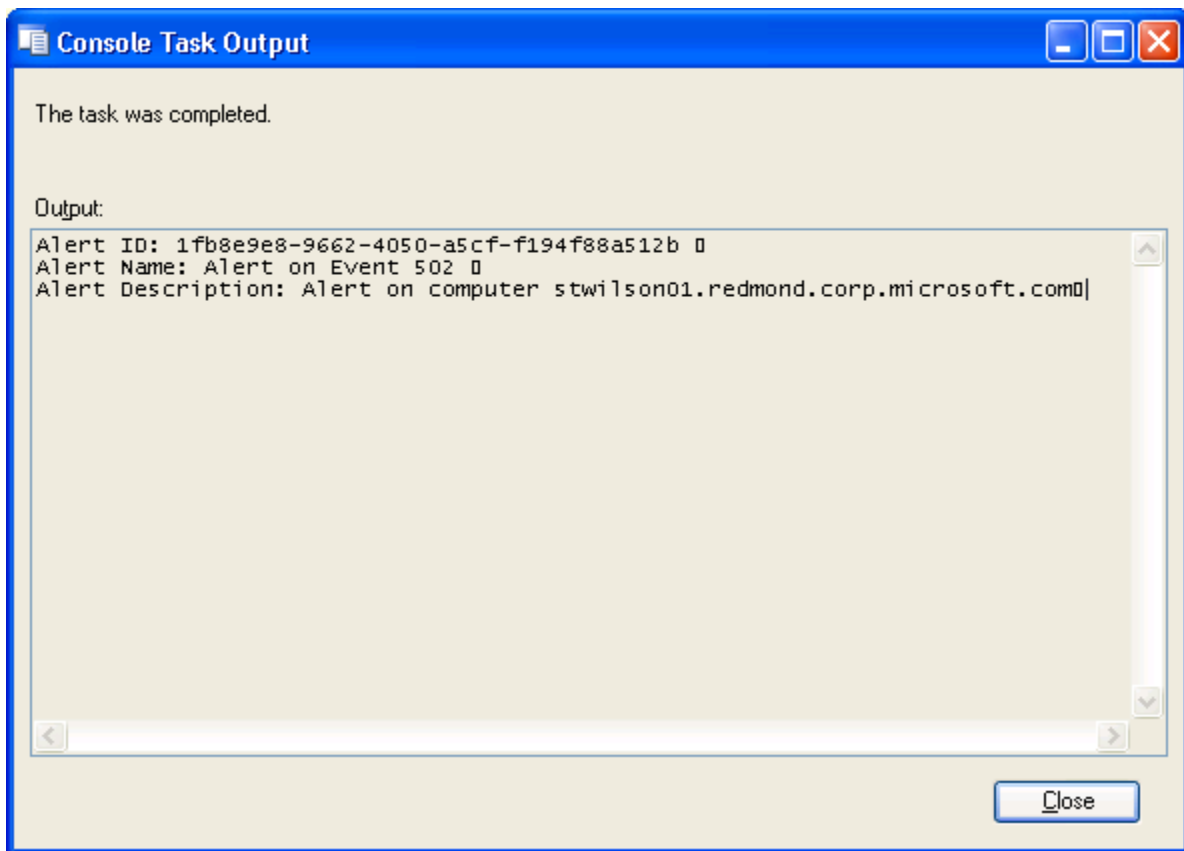 Console Task Output
The task was completed.
Output:
Alert ID: 1fb8e9e8-9662-4050-a5cf-f194f88a512b ▯
Alert Name: Alert on Event 502 ▯
Alert Description: Alert on computer stwilson01.redmond.corp.microsoft.com▯
Close